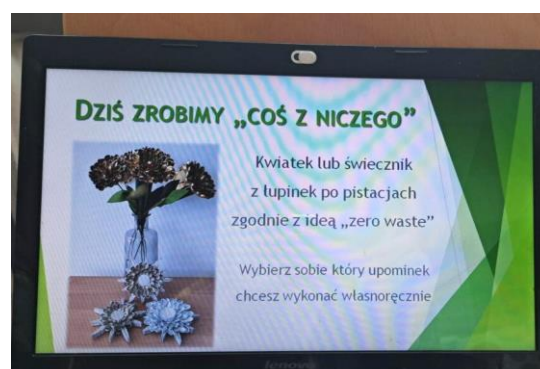 DZIŚ ZROBIMY „COŚ Z NICZEGO”
Kwiatek lub świecznik
z łupinek po pistacjach
zgodnie z ideą „zero waste”
Wybierz sobie który upominek
chcesz wykonać własnoręcznie
lenovo